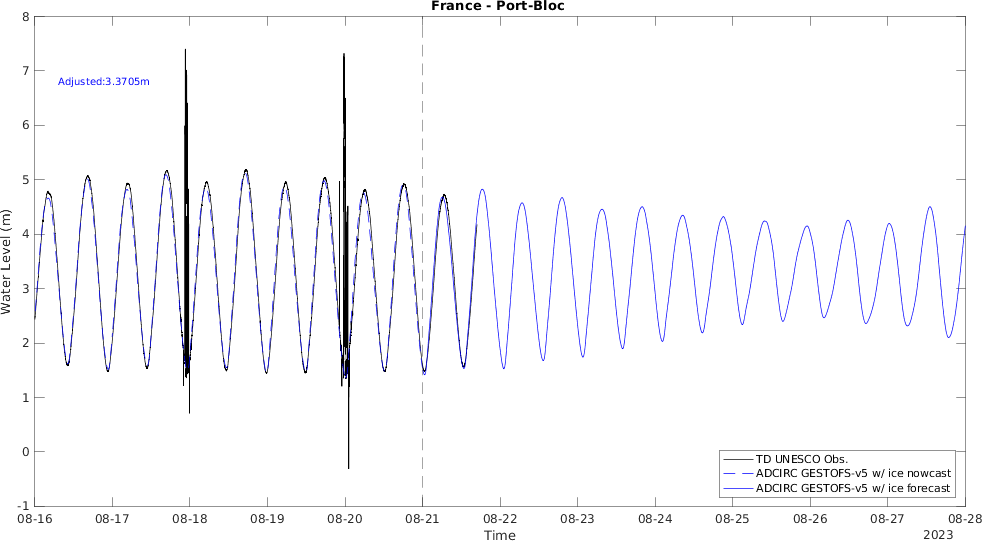 France - Port-Bloc
8
7
6
5
4
3
2
1
0
-1
Water Level (m)
Adjusted:3.3705m
TD UNESCO Obs.
ADCIRC GESTOFS-v5 w/ ice nowcast
ADCIRC GESTOFS-v5 w/ ice forecast
08-16 08-17 08-18 08-19 08-20 08-21 08-22 08-23 08-24 08-25 08-26 08-27 08-28
Time
2023